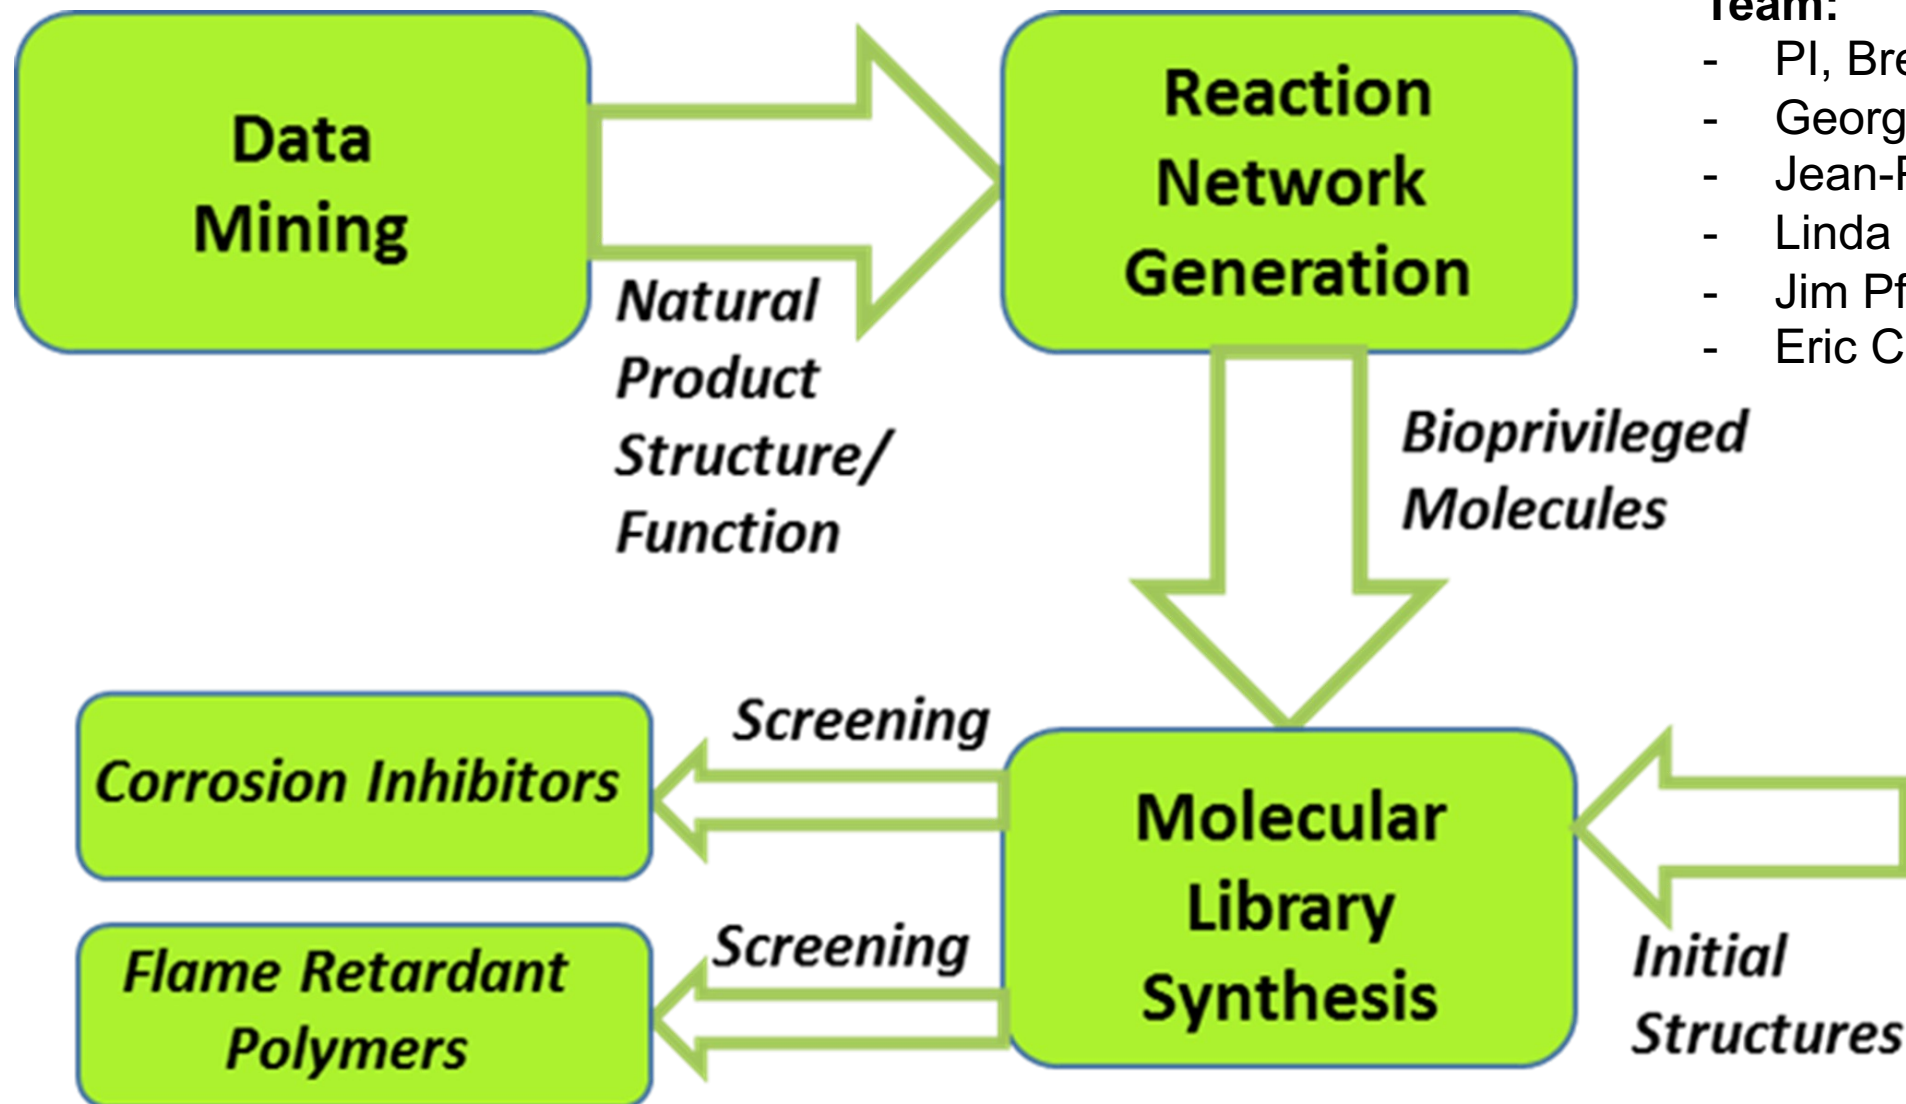 Data
Mining
Natural
Product
Structure/
Function
Reaction
Network
Generation
Team:
- PI, Bre
- Georg
- Jean-
- Linda
- Jim Pf
- Eric C
Bioprivileged
Molecules
Screening
Corrosion Inhibitors
Screening
Flame Retardant
Polymers
Molecular
Library
Synthesis
Initial
Structures